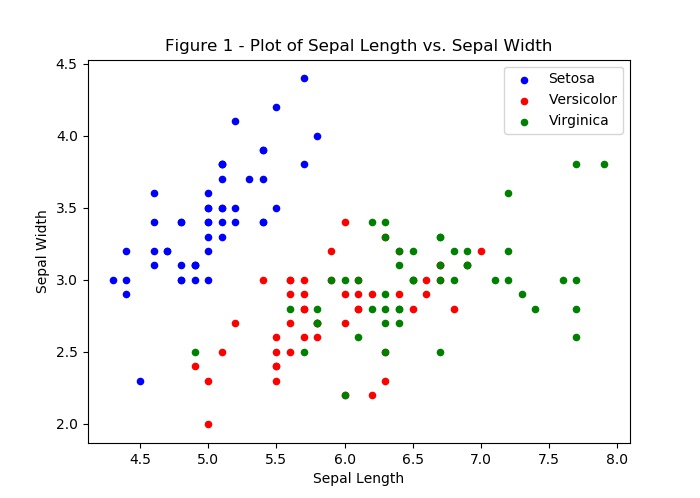 Figure 1 - Plot of Sepal Length vs. Sepal Width
Setosa
Versicolor
Virginica
4.5
4.0
3.5
3.0
2.5
2.0
Sepal Width
4.5 5.0 5.5 6.0 6.5 7.0 7.5 8.0
Sepal Length